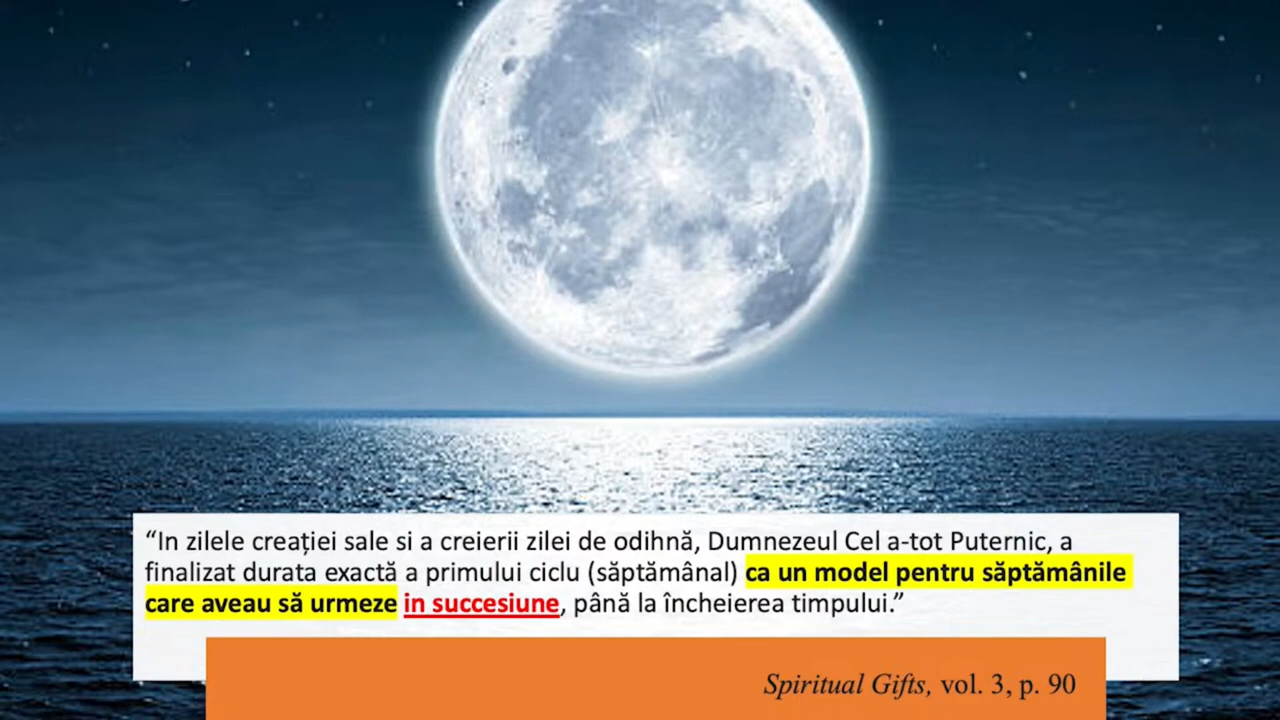 “In zilele creației sale si a creierii zilei de odihnă, Dumnezeul Cel a-tot Puternic, a
finalizat durata exactă a primului ciclu (săptămânal) ca un model pentru săptămânile
care aveau să urmeze in succesiune, până la încheierea timpului.”
Spiritual Gifts, vol. 3, p. 90